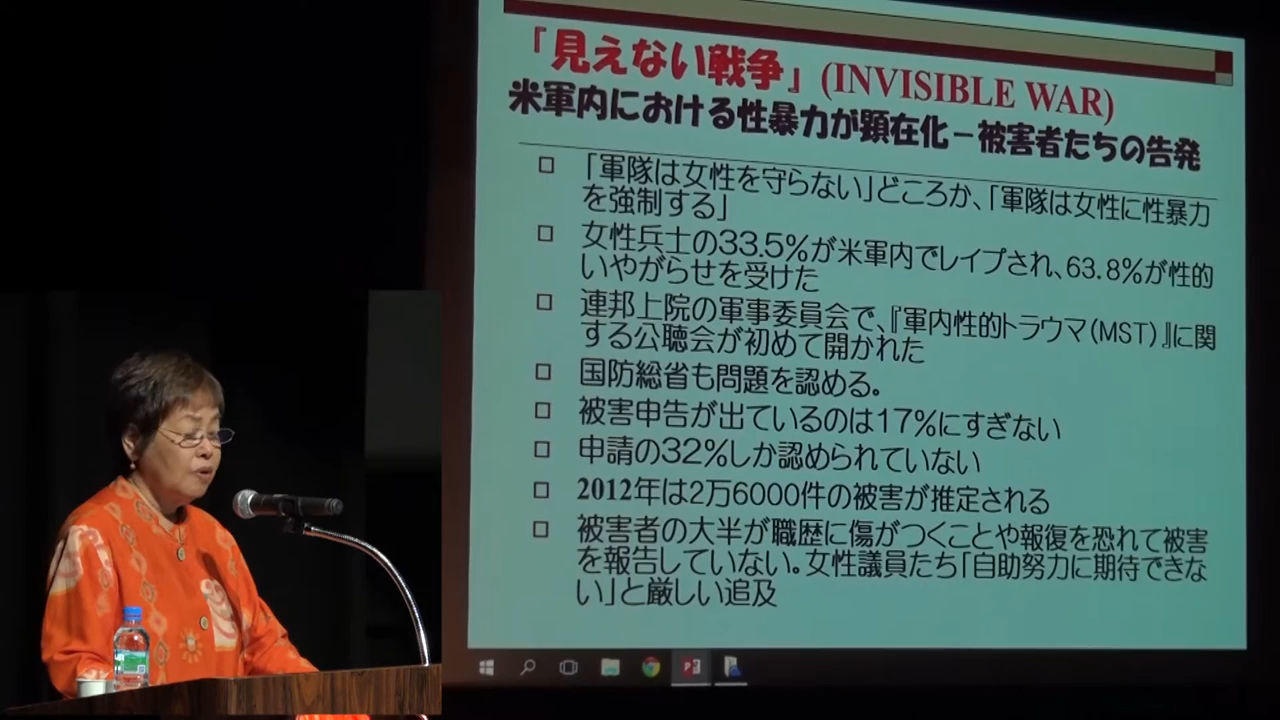 「見えない戦争」(INVISIBLE WAR)
米軍内における性暴力が顕在化－被害者たちの告発
「軍隊は女性を守らない」どころか、「軍隊は女性に性暴力
を強制する」
女性兵士の33.5%が米軍内でレイプされ、63.8%が性的
いやがらせを受けた
連邦上院の軍事委員会で、『軍内性的トラウマ(MST)』に関
する公聴会が初めて開かれた
国防総省も問題を認める。
被害申告が出ているのは17%にすぎない
申請の32%しか認められていない
2012年は2万6000件の被害が推定される
被害者の大半が職歴に傷がつくことや報復を恐れて被害
を報告していない。女性議員たち「自助努力に期待できな
い」と厳しい追及